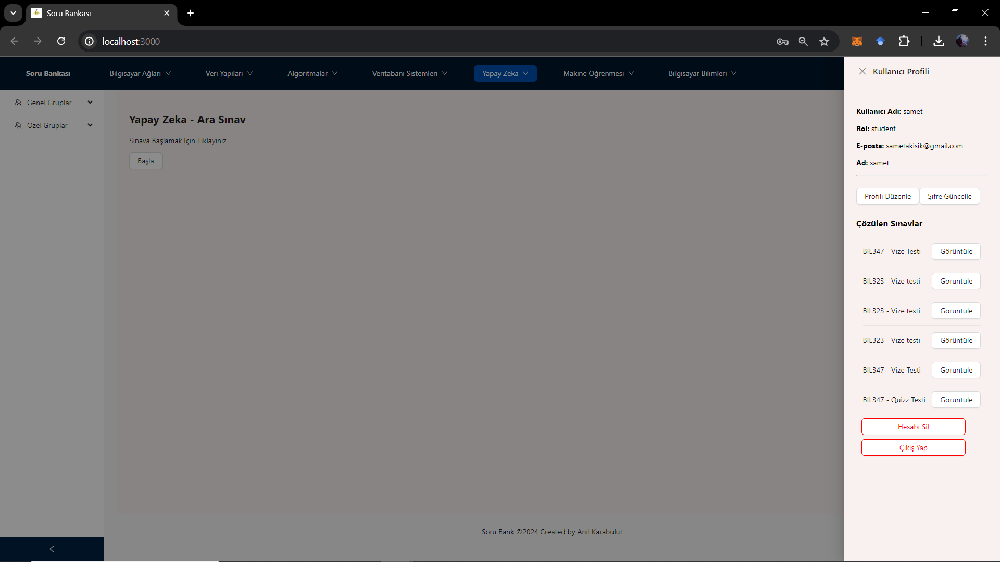 Soru Bankası
localhost:3000
Soru Bankası Bilgisayar Ağları Veri Yapıları Algoritmalar Veritabanı Sistemleri Yapay Zeka Makine Öğrenmesi Bilgisayar Bilimleri
Genel Gruplar
Özel Gruplar
Yapay Zeka - Ara Sınav
Sınava Başlamak İçin Tıklayınız
Başla
Soru Bank ©2024 Created by Anıl Karabulut
Kullanıcı Profili
Kullanıcı Adı: samet
Rol: student
E-posta: sametakisik@gmail.com
Ad: samet
Profili Düzenle Şifre Güncelle
Çözülen Sınavlar
BIL347 - Vize Testi Görüntüle
BIL323 - Vize testi Görüntüle
BIL323 - Vize testi Görüntüle
BIL323 - Vize testi Görüntüle
BIL347 - Vize Testi Görüntüle
BIL347 - Quizz Testi Görüntüle
Hesabı Sil
Çıkış Yap